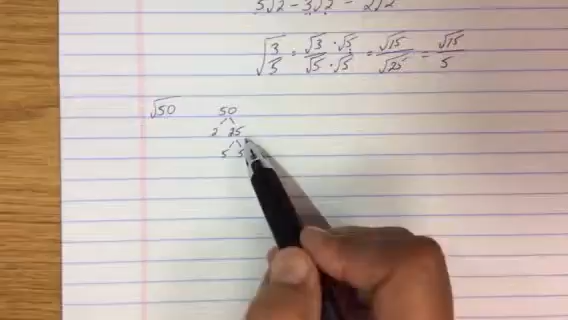 5√2 - 3√2 = 2√2
√3/5 = √3 · √5 / √5 · √5 = √15 / √25 = √15 / 5
√50 50
2 25
5 5